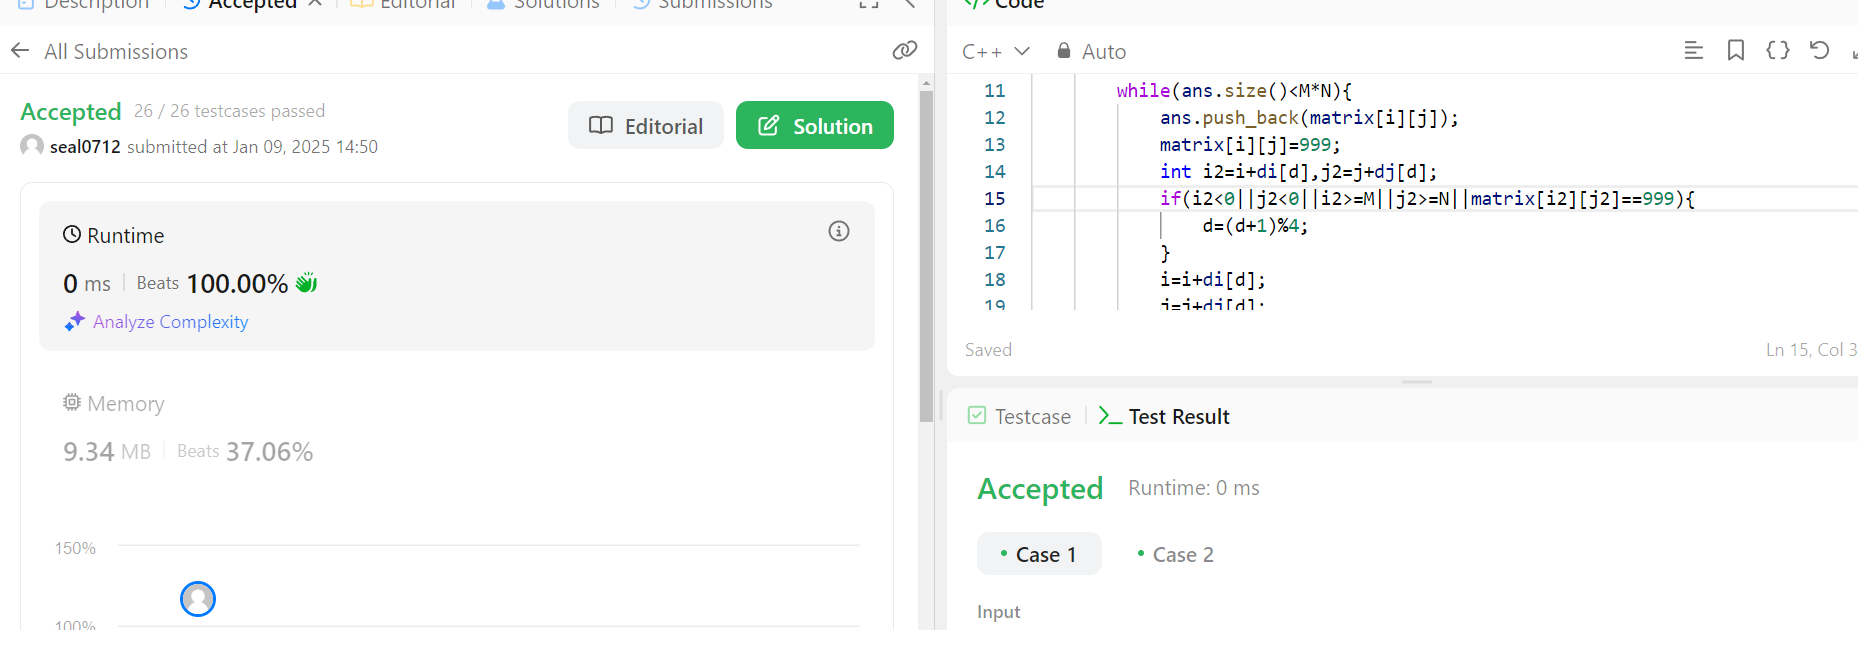 Description Accepted Editorial Solutions Submissions
All Submissions
Accepted 26 / 26 testcases passed
seal0712 submitted at Jan 09, 2025 14:50
Editorial
Solution
Runtime
0 ms Beats 100.00%
Analyze Complexity
Memory
9.34 MB Beats 37.06%
150%
100%
</> Code
C++ Auto
11 while(ans.size()<M*N){
12 ans.push_back(matrix[i][j]);
13 matrix[i][j]=999;
14 int i2=i+di[d],j2=j+dj[d];
15 if(i2<0||j2<0||i2>=M||j2>=N||matrix[i2][j2]==999){
16 d=(d+1)%4;
17 }
18 i=i+di[d];
19 j=j+dj[d];
Saved
Ln 15, Col 3
Testcase >_ Test Result
Accepted Runtime: 0 ms
Case 1 Case 2
Input